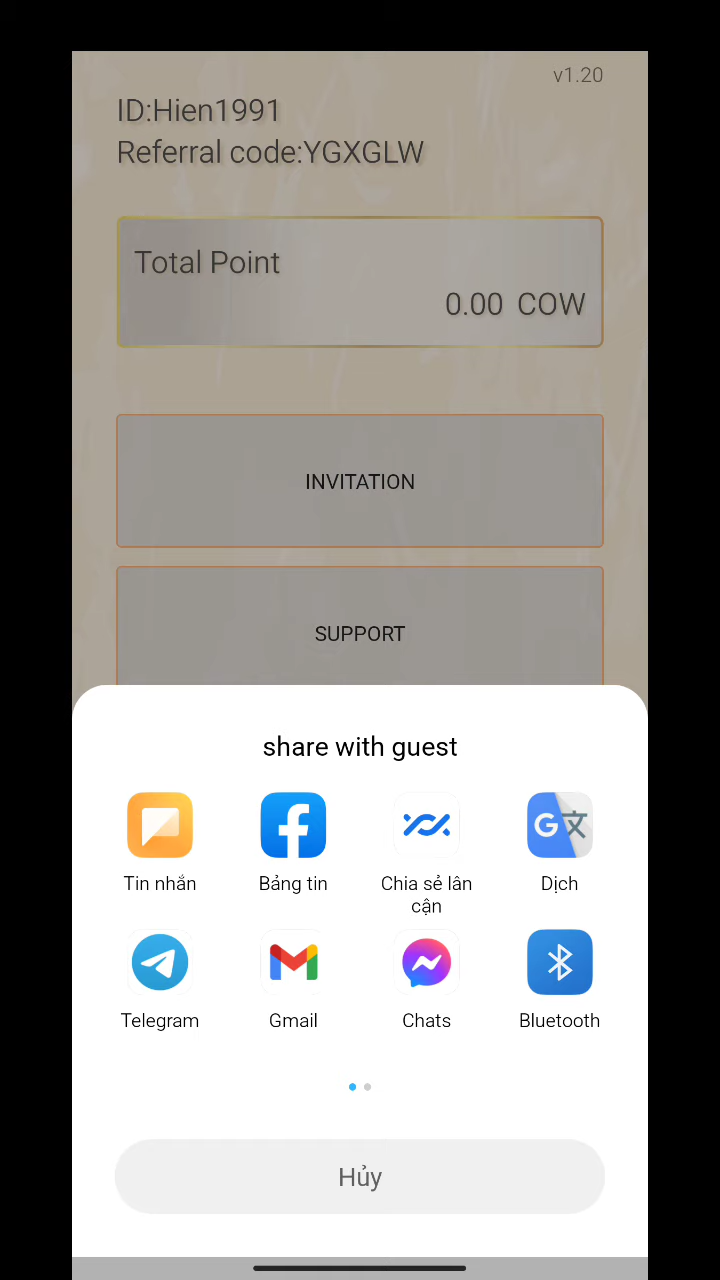 v1.20
ID:Hien1991
Referral code:YGXGLW
Total Point
0.00 COW
INVITATION
SUPPORT
share with guest
Tin nhắn
Bảng tin
Chia sẻ lân
cận
Dịch
Telegram
Gmail
Chats
Bluetooth
Hủy